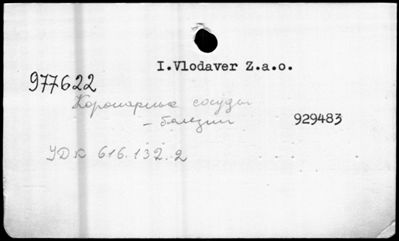 I.Vlodaver Z.a.o.
977622
Коронарные сосуды
- болезни
929483
УДК 616.132.2